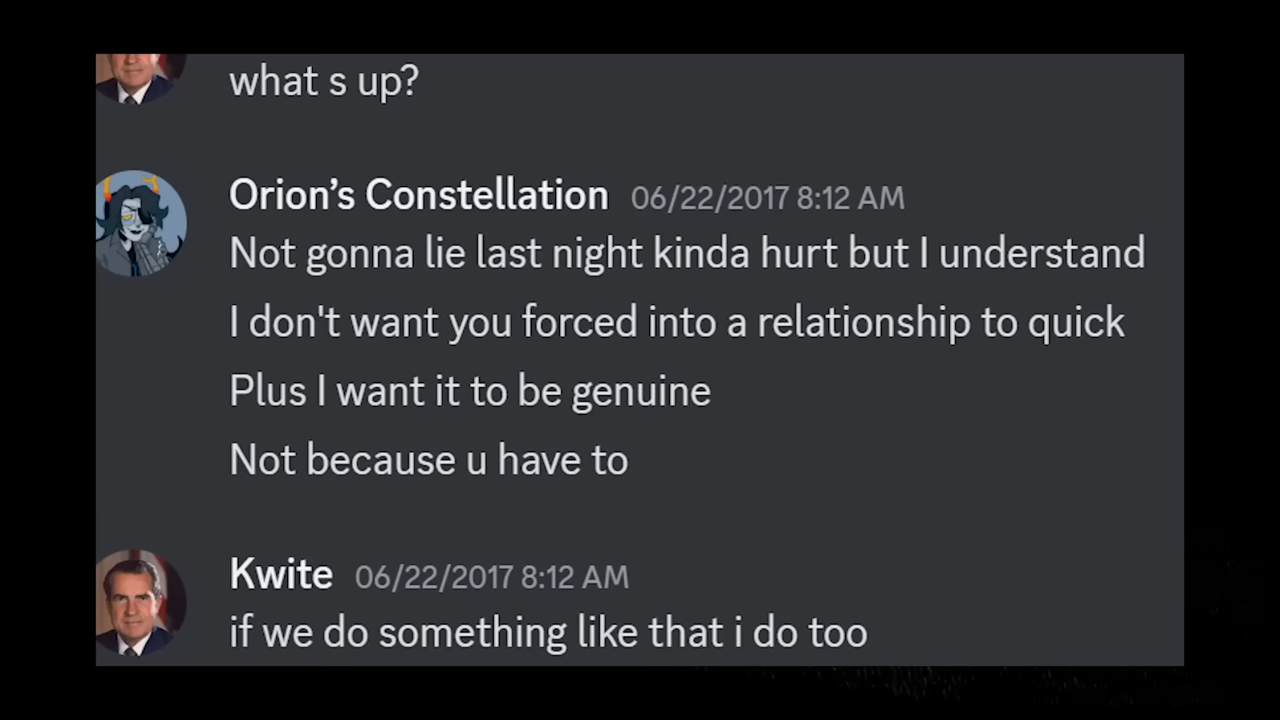 what s up?
Orion’s Constellation 06/22/2017 8:12 AM
Not gonna lie last night kinda hurt but I understand
I don't want you forced into a relationship to quick
Plus I want it to be genuine
Not because u have to
Kwite 06/22/2017 8:12 AM
if we do something like that i do too